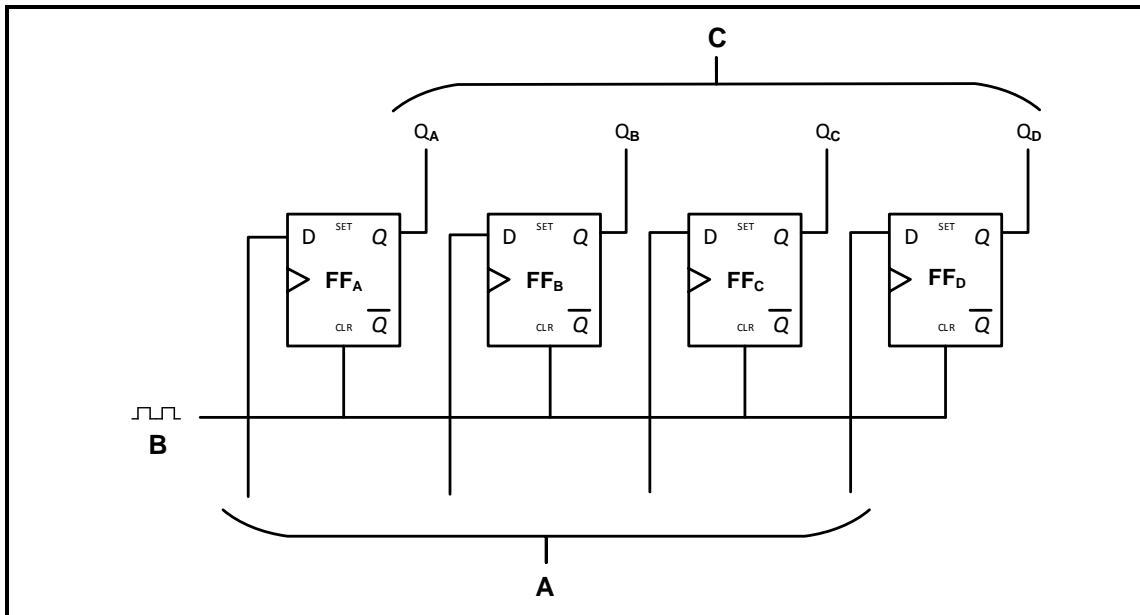 C
QA QB QC QD
SET SET SET SET
D Q D Q D Q D Q
FFA FFB FFC FFD
CLR Q CLR Q CLR Q CLR Q
B
A